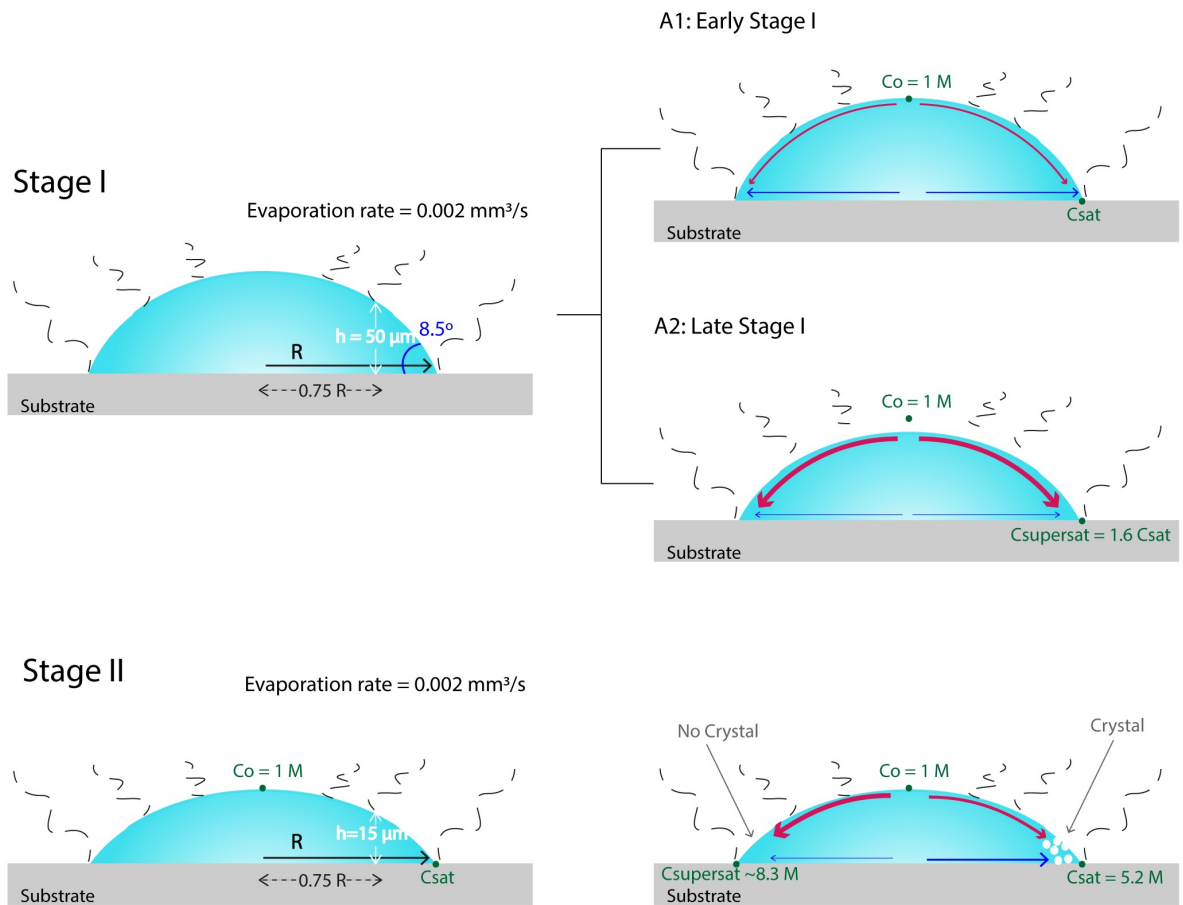 A1: Early Stage I
Co = 1 M
Csat
Substrate
Stage I
Evaporation rate = 0.002 mm³/s
h = 50 μm
8.5º
R
0.75 R
Substrate
A2: Late Stage I
Co = 1 M
Csupersat = 1.6 Csat
Substrate
Stage II
Evaporation rate = 0.002 mm³/s
Co = 1 M
h=15 μm
R
0.75 R
Csat
Substrate
No Crystal
Crystal
Co = 1 M
Csupersat ~8.3 M
Csat = 5.2 M
Substrate